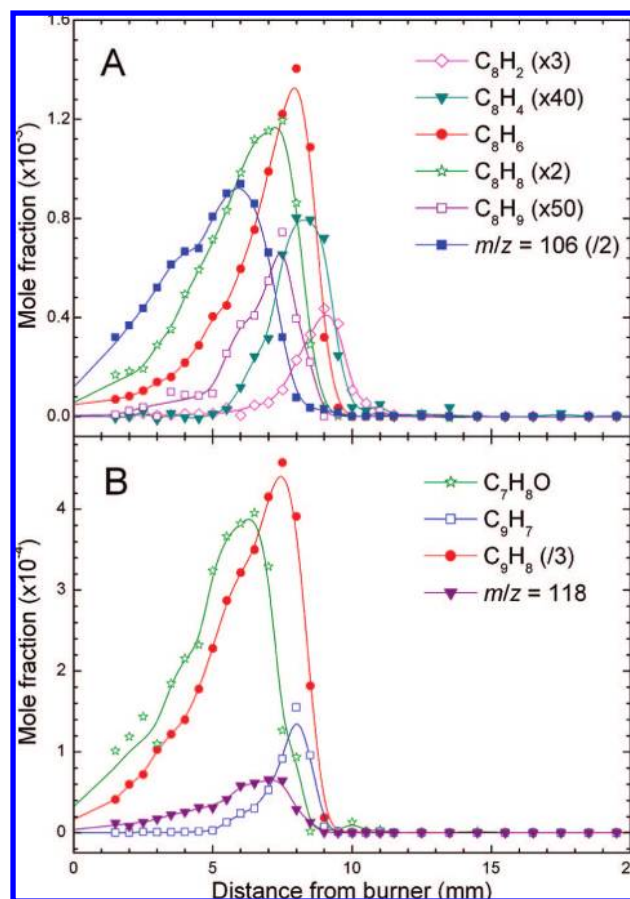 A
1.6
1.2
0.8
0.4
0.0
Mole fraction (x10⁻³)
C₈H₂ (x3)
C₈H₄ (x40)
C₈H₆
C₈H₈ (x2)
C₈H₉ (x50)
m/z = 106 (/2)
B
4
2
0
Mole fraction (x10⁻⁴)
C₇H₈O
C₉H₇
C₉H₈ (/3)
m/z = 118
0 5 10 15 20
Distance from burner (mm)